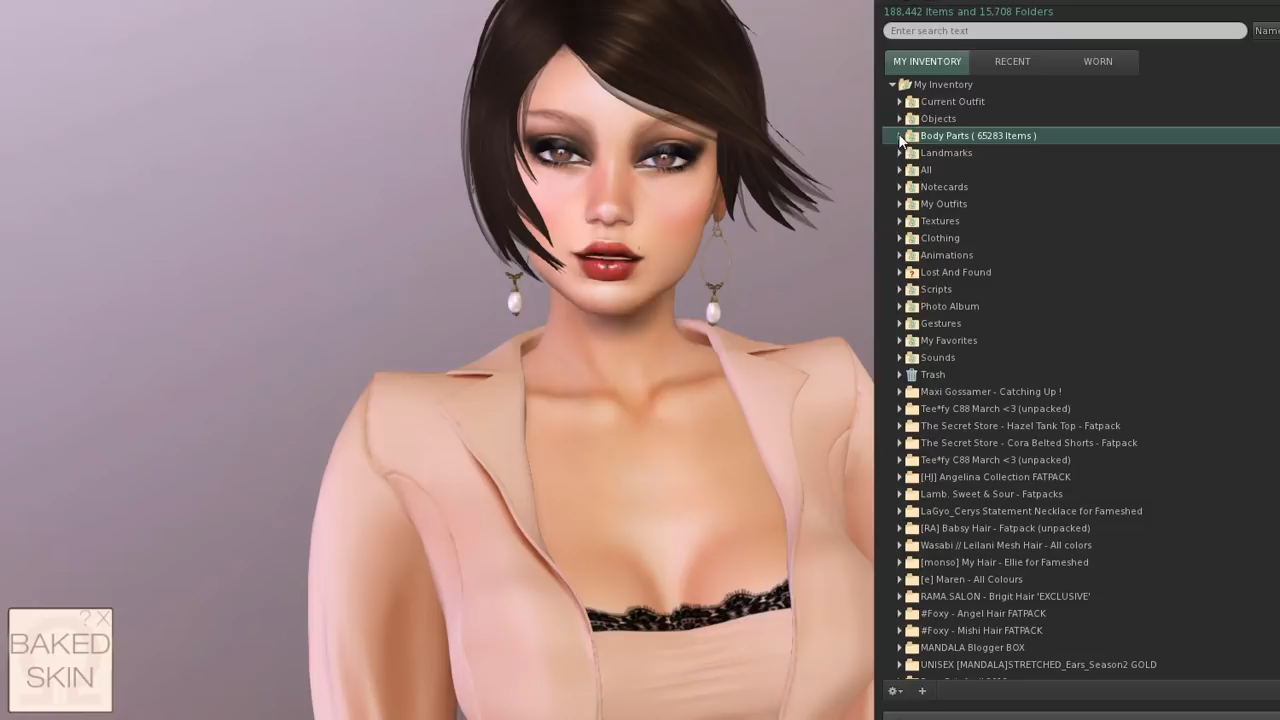 188,442 Items and 15,708 Folders
Enter search text
Name
MY INVENTORY
RECENT
WORN
My Inventory
Current Outfit
Objects
Body Parts ( 65283 Items )
Landmarks
All
Notecards
My Outfits
Textures
Clothing
Animations
Lost And Found
Scripts
Photo Album
Gestures
My Favorites
Sounds
Trash
Maxi Gossamer - Catching Up !
Tee*fy C88 March <3 (unpacked)
The Secret Store - Hazel Tank Top - Fatpack
The Secret Store - Cora Belted Shorts - Fatpack
Tee*fy C88 March <3 (unpacked)
[HJ] Angelina Collection FATPACK
Lamb. Sweet & Sour - Fatpacks
LaGyo_Cerys Statement Necklace for Fameshed
[RA] Babsy Hair - Fatpack (unpacked)
Wasabi // Leilani Mesh Hair - All colors
[monso] My Hair - Ellie for Fameshed
[e] Maren - All Colours
RAMA.SALON - Brigit Hair 'EXCLUSIVE'
#Foxy - Angel Hair FATPACK
#Foxy - Mishi Hair FATPACK
MANDALA Blogger BOX
UNISEX [MANDALA]STRETCHED_Ears_Season2 GOLD
? X
BAKED
SKIN